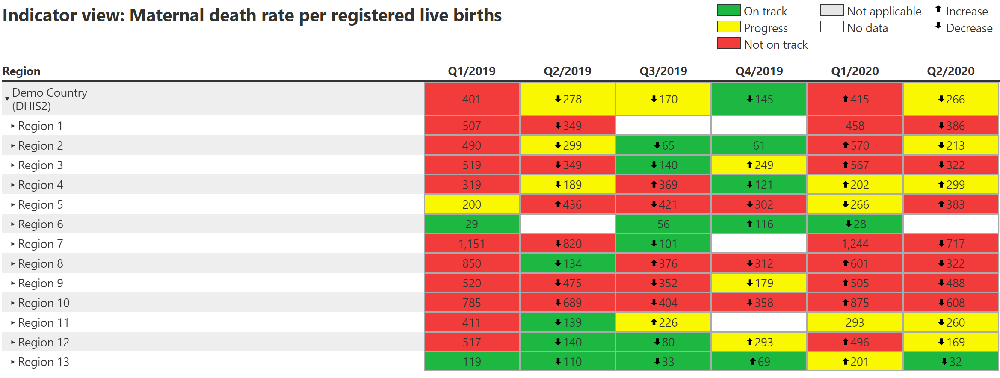 Indicator view: Maternal death rate per registered live births
On track
Not applicable
Increase
Progress
No data
Decrease
Not on track
Region Q1/2019 Q2/2019 Q3/2019 Q4/2019 Q1/2020 Q2/2020
Demo Country
(DHIS2)
401 278 170 145 415 266
Region 1 507 349 458 386
Region 2 490 299 65 61 570 213
Region 3 519 349 140 249 567 322
Region 4 319 189 369 121 202 299
Region 5 200 436 421 302 266 383
Region 6 29 56 116 28
Region 7 1,151 820 101 1,244 717
Region 8 850 134 376 312 601 322
Region 9 520 475 352 179 505 488
Region 10 785 689 404 358 875 608
Region 11 411 139 226 293 260
Region 12 517 140 80 293 496 169
Region 13 119 110 33 69 201 32